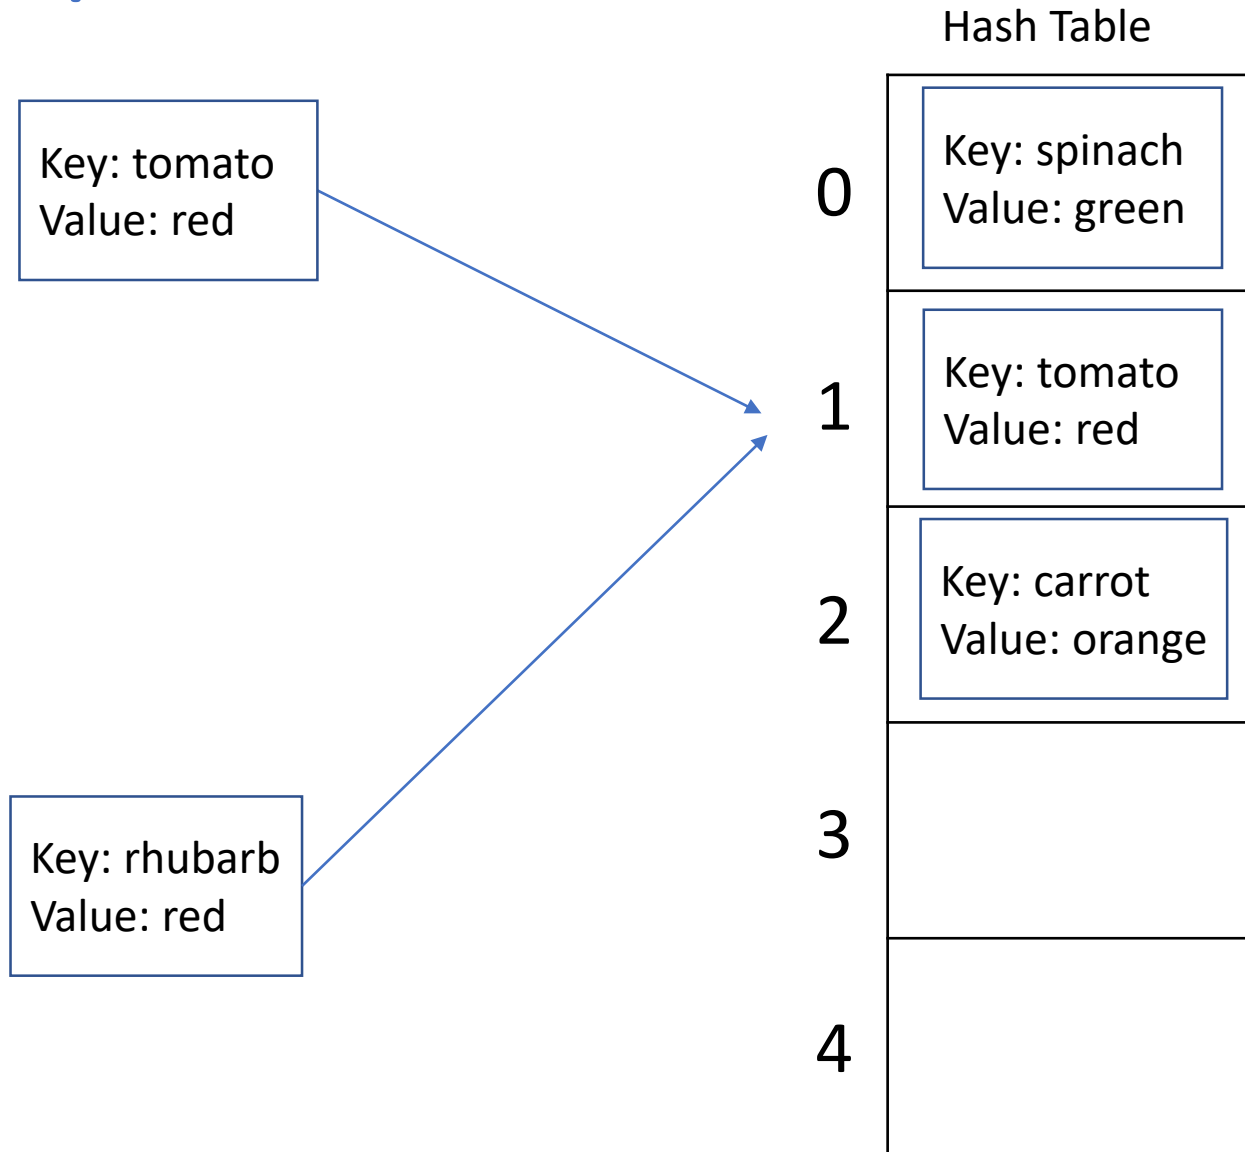 Hash Table
Key: tomato
Value: red
0
Key: spinach
Value: green
1
Key: tomato
Value: red
2
Key: carrot
Value: orange
Key: rhubarb
Value: red
3
4